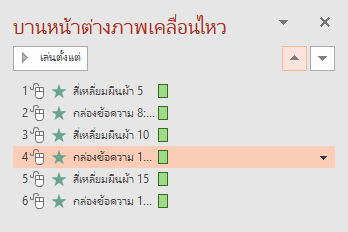 บานหน้าต่างภาพเคลื่อนไหว
เล่นตั้งแต่
1 สี่เหลี่ยมผืนผ้า 5
2 กล่องข้อความ 8:...
3 สี่เหลี่ยมผืนผ้า 10
4 กล่องข้อความ 1...
5 สี่เหลี่ยมผืนผ้า 15
6 กล่องข้อความ 1...